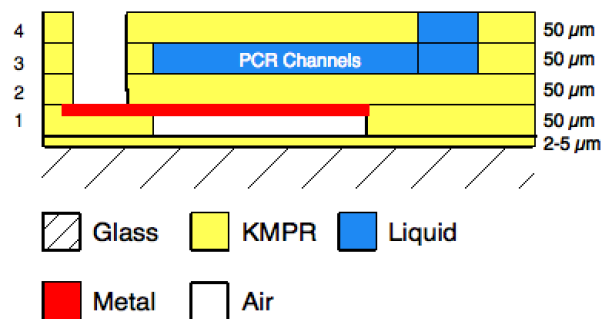 4 50 µm
3 PCR Channels 50 µm
2 50 µm
1 50 µm
2-5 µm
Glass KMPR Liquid
Metal Air